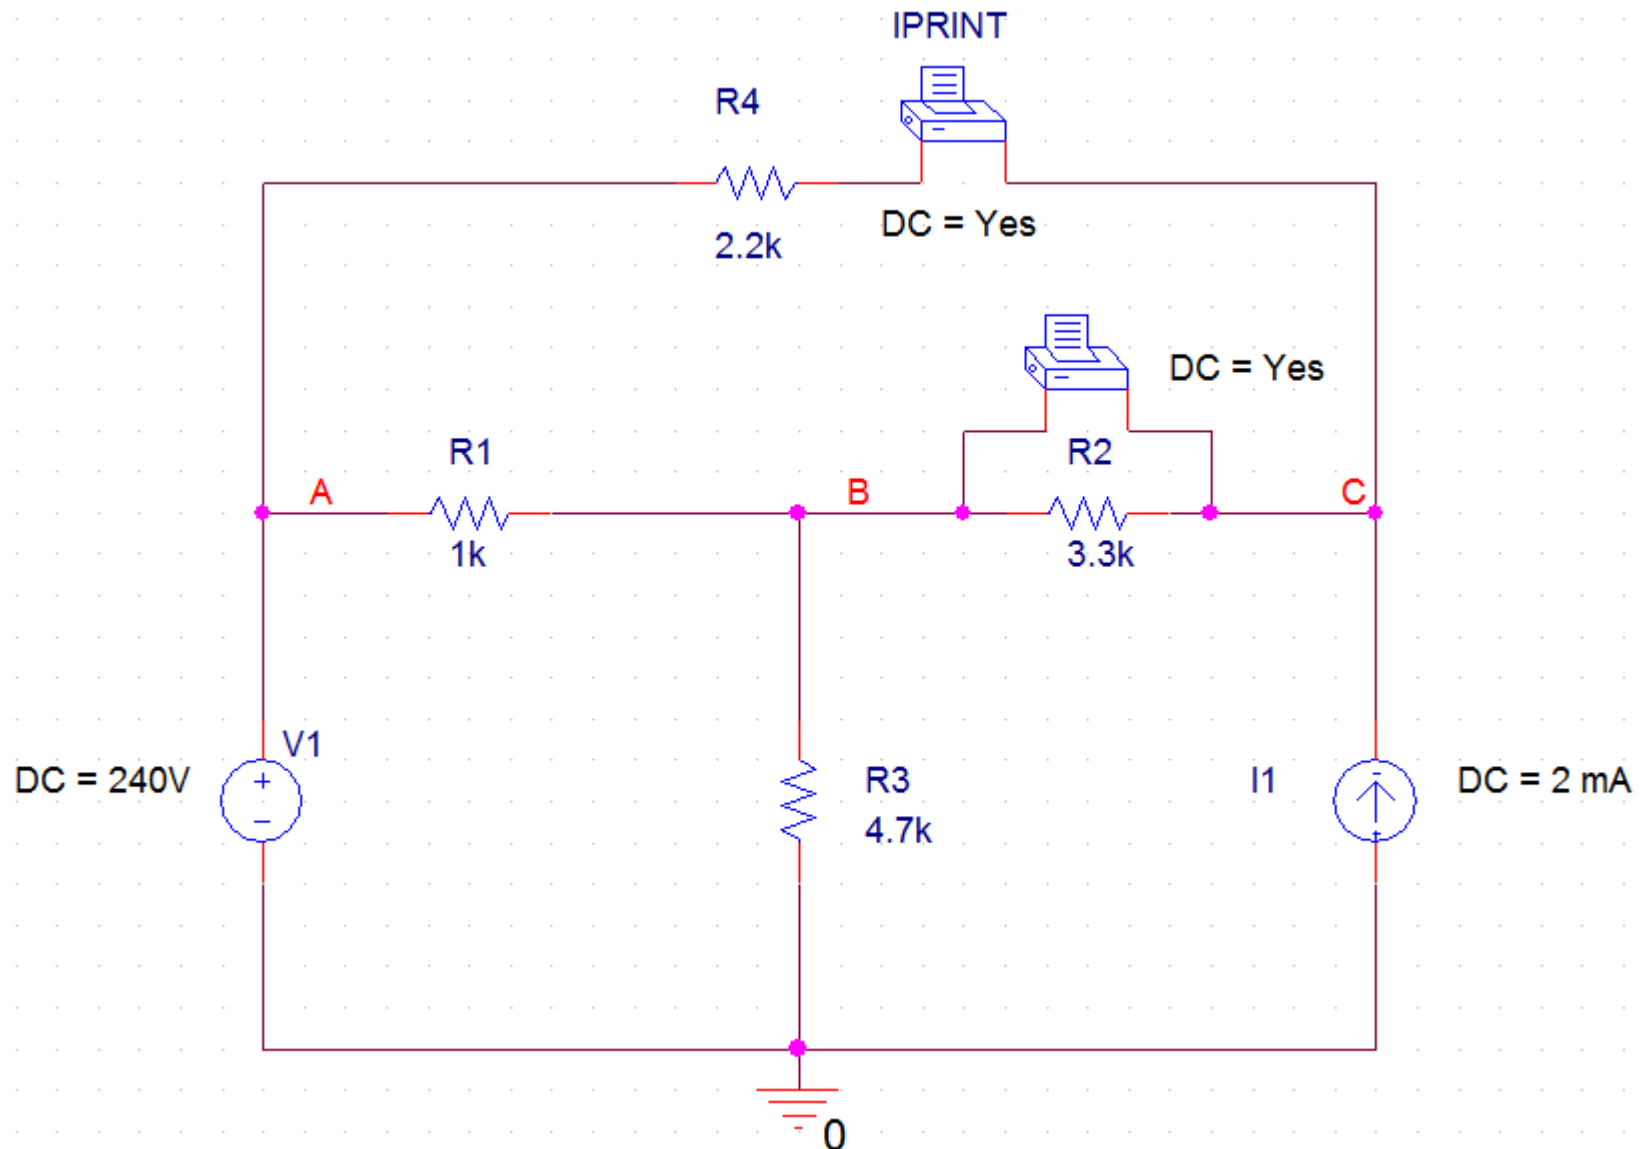 IPRINT
R4
DC = Yes
2.2k
DC = Yes
R1
R2
A
B
C
1k
3.3k
V1
DC = 240V
R3
4.7k
I1
DC = 2 mA
0